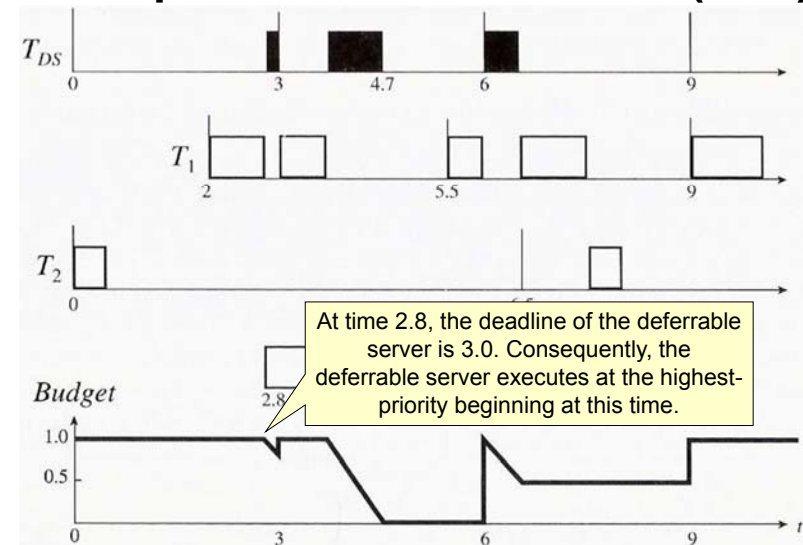 T_DS
0 3 4.7 6 9
T_1
2 5.5 9
T_2
0
At time 2.8, the deadline of the deferrable
server is 3.0. Consequently, the
deferrable server executes at the highest-
priority beginning at this time.
Budget
2.8
1.0
0.5
0 3 6 9 t